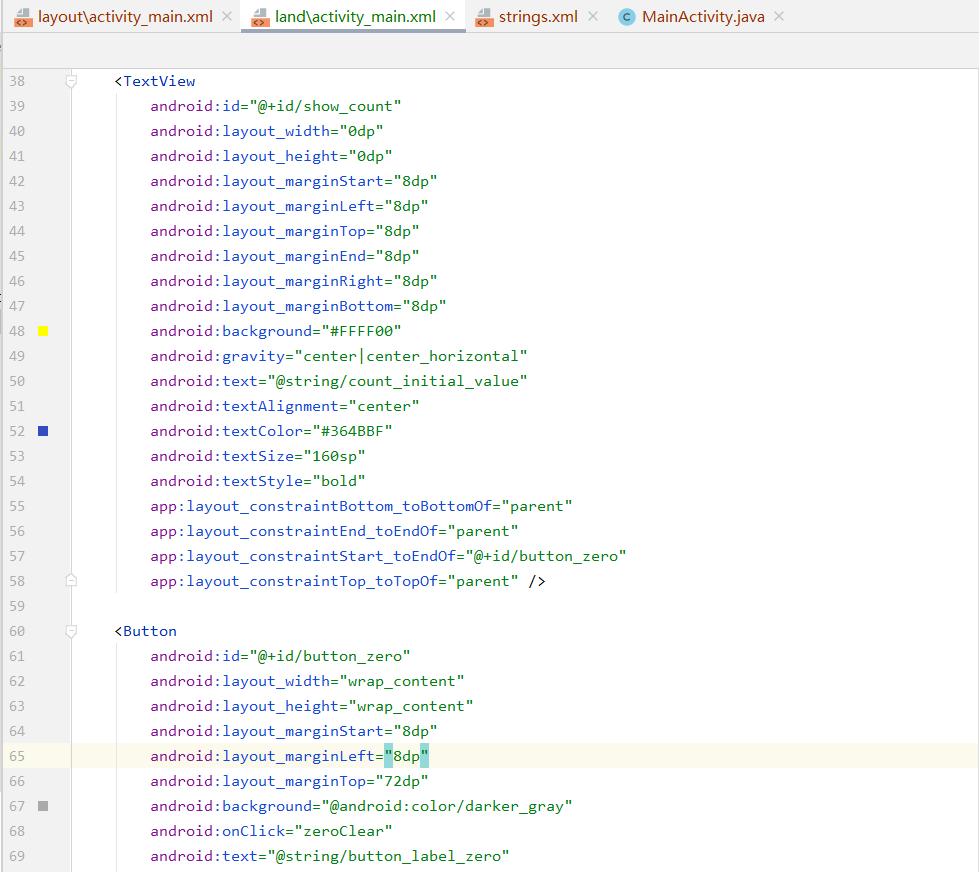 layout\activity_main.xml land\activity_main.xml strings.xml C MainActivity.java
38 <TextView
39 android:id="@+id/show_count"
40 android:layout_width="0dp"
41 android:layout_height="0dp"
42 android:layout_marginStart="8dp"
43 android:layout_marginLeft="8dp"
44 android:layout_marginTop="8dp"
45 android:layout_marginEnd="8dp"
46 android:layout_marginRight="8dp"
47 android:layout_marginBottom="8dp"
48 android:background="#FFFF00"
49 android:gravity="center|center_horizontal"
50 android:text="@string/count_initial_value"
51 android:textAlignment="center"
52 android:textColor="#364BBF"
53 android:textSize="160sp"
54 android:textStyle="bold"
55 app:layout_constraintBottom_toBottomOf="parent"
56 app:layout_constraintEnd_toEndOf="parent"
57 app:layout_constraintStart_toEndOf="@+id/button_zero"
58 app:layout_constraintTop_toTopOf="parent" />
59
60 <Button
61 android:id="@+id/button_zero"
62 android:layout_width="wrap_content"
63 android:layout_height="wrap_content"
64 android:layout_marginStart="8dp"
65 android:layout_marginLeft="8dp"
66 android:layout_marginTop="72dp"
67 android:background="@android:color/darker_gray"
68 android:onClick="zeroClear"
69 android:text="@string/button_label_zero"